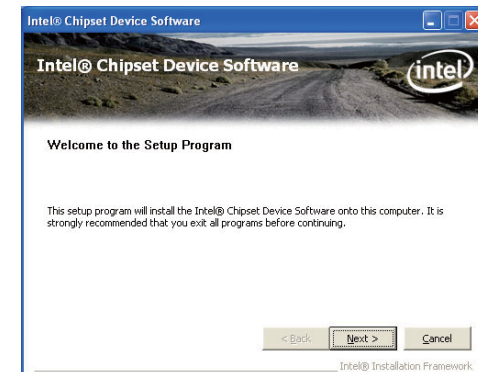 Intel® Chipset Device Software
Intel® Chipset Device Software
intel
Welcome to the Setup Program
This setup program will install the Intel® Chipset Device Software onto this computer. It is
strongly recommended that you exit all programs before continuing.
< Back Next > Cancel
Intel® Installation Framework